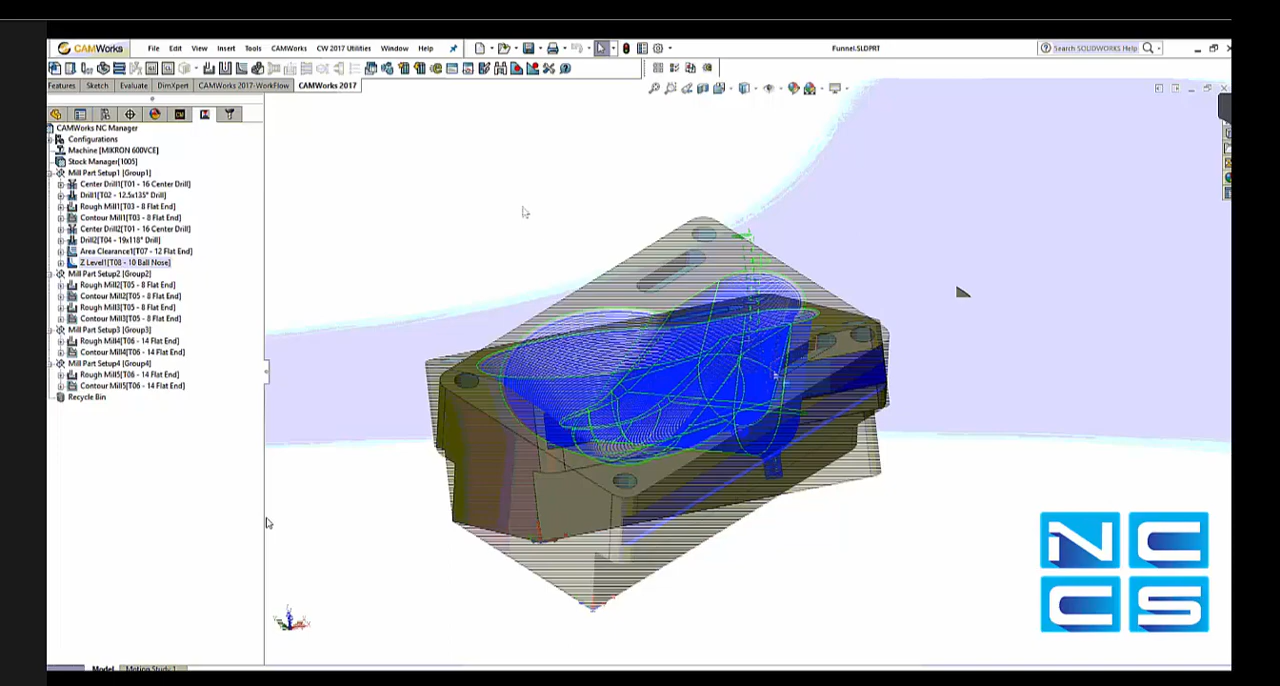 CAMWorks File Edit View Insert Tools CAMWorks CW 2017 Utilities Window Help Funnel.SLDPRT Search SOLIDWORKS Help
Features Sketch Evaluate DimXpert CAMWorks 2017-WorkFlow CAMWorks 2017
CAMWorks NC Manager
Configurations
Machine [MIKRON 600VCE]
Stock Manager[1005]
Mill Part Setup1 [Group1]
Center Drill1[T01 - 16 Center Drill]
Drill1[T02 - 12.5x135° Drill]
Rough Mill1[T03 - 8 Flat End]
Contour Mill1[T03 - 8 Flat End]
Center Drill2[T01 - 16 Center Drill]
Drill2[T04 - 19x118° Drill]
Area Clearance1[T07 - 12 Flat End]
Z Level1[T08 - 10 Ball Nose]
Mill Part Setup2 [Group2]
Rough Mill2[T05 - 8 Flat End]
Contour Mill2[T05 - 8 Flat End]
Rough Mill3[T05 - 8 Flat End]
Contour Mill3[T05 - 8 Flat End]
Mill Part Setup3 [Group3]
Rough Mill4[T06 - 14 Flat End]
Contour Mill4[T06 - 14 Flat End]
Mill Part Setup4 [Group4]
Rough Mill5[T06 - 14 Flat End]
Contour Mill5[T06 - 14 Flat End]
Recycle Bin
NC
CS
Model Motion Study 1